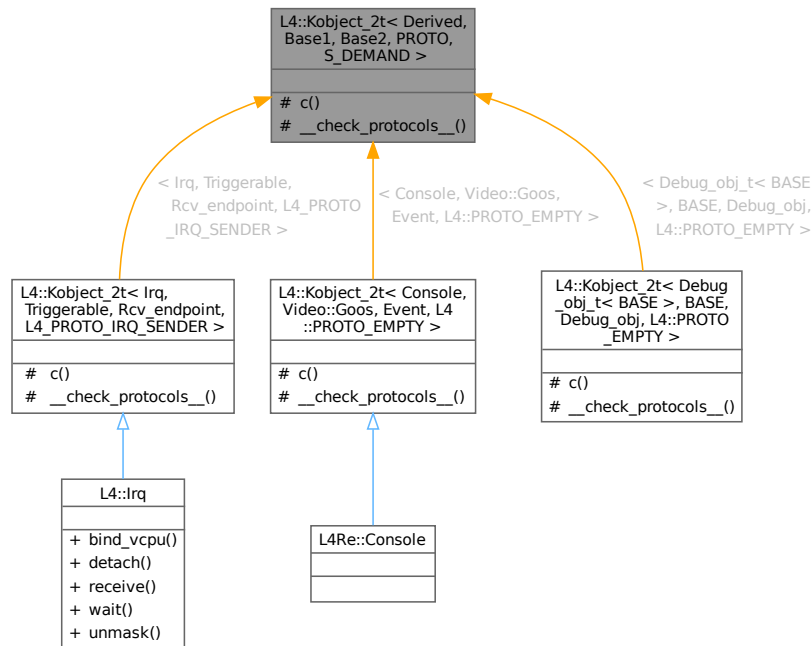 L4::Kobject_2t< Derived,
Base1, Base2, PROTO,
S_DEMAND >
# c()
# __check_protocols__()
< Irq, Triggerable,
Rcv_endpoint, L4_PROTO
_IRQ_SENDER >
< Console, Video::Goos,
Event, L4::PROTO_EMPTY >
< Debug_obj_t< BASE
>, BASE, Debug_obj,
L4::PROTO_EMPTY >
L4::Kobject_2t< Irq,
Triggerable, Rcv_endpoint,
L4_PROTO_IRQ_SENDER >
# c()
# __check_protocols__()
L4::Kobject_2t< Console,
Video::Goos, Event, L4
::PROTO_EMPTY >
# c()
# __check_protocols__()
L4::Kobject_2t< Debug
_obj_t< BASE >, BASE,
Debug_obj, L4::PROTO
_EMPTY >
# c()
# __check_protocols__()
L4::Irq
+ bind_vcpu()
+ detach()
+ receive()
+ wait()
+ unmask()
L4Re::Console